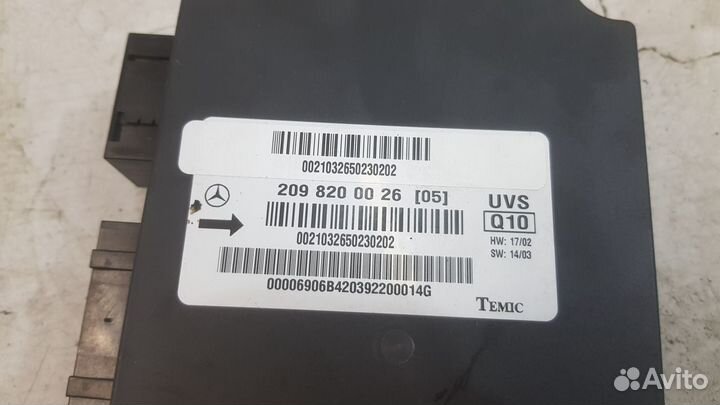 0021032650230202
209 820 00 26 [05]
UVS
Q10
0021032650230202
HW: 17/02
SW: 14/03
00006906B420392200014G
TEMIC
Avito